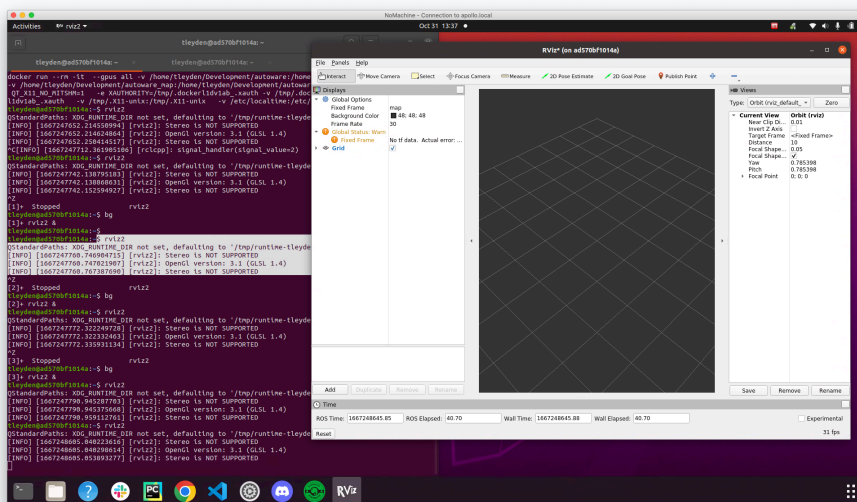 NoMachine - Connection to apollo.local
Activities
rviz2
Oct 31 13:37
tleyden@ad570bf1014a: ~
tleyden@ad570bf1014a: ~
tleyden@ad570bf1014a: ~
docker run --rm -it --gpus all -v /home/tleyden/Development/autoware:/home
-v /home/tleyden/Development/autoware_map:/home/tleyden/Development/autowar
QT_X11_NO_MITSHM=1 -e XAUTHORITY=/tmp/.dockerl1dv1ab_.xauth -v /tmp/.doc
l1dv1ab_.xauth -v /tmp/.X11-unix:/tmp/.X11-unix -v /etc/localtime:/etc/
tleyden@ad570bf1014a:~$ rviz2
QStandardPaths: XDG_RUNTIME_DIR not set, defaulting to '/tmp/runtime-tleyde
[INFO] [1667247652.214550994] [rviz2]: Stereo is NOT SUPPORTED
[INFO] [1667247652.214624864] [rviz2]: OpenGl version: 3.1 (GLSL 1.4)
[INFO] [1667247652.250414517] [rviz2]: Stereo is NOT SUPPORTED
^C[INFO] [1667247712.361905106] [rclcpp]: signal_handler(signal_value=2)
tleyden@ad570bf1014a:~$ rviz2
QStandardPaths: XDG_RUNTIME_DIR not set, defaulting to '/tmp/runtime-tleyde
[INFO] [1667247742.138795183] [rviz2]: Stereo is NOT SUPPORTED
[INFO] [1667247742.138868631] [rviz2]: OpenGl version: 3.1 (GLSL 1.4)
[INFO] [1667247742.152594927] [rviz2]: Stereo is NOT SUPPORTED
^Z
[1]+ Stopped rviz2
tleyden@ad570bf1014a:~$ bg
[1]+ rviz2 &
tleyden@ad570bf1014a:~$
tleyden@ad570bf1014a:~$ rviz2
QStandardPaths: XDG_RUNTIME_DIR not set, defaulting to '/tmp/runtime-tleyde
[INFO] [1667247760.746904715] [rviz2]: Stereo is NOT SUPPORTED
[INFO] [1667247760.747021907] [rviz2]: OpenGl version: 3.1 (GLSL 1.4)
[INFO] [1667247760.767387690] [rviz2]: Stereo is NOT SUPPORTED
^Z
[2]+ Stopped rviz2
tleyden@ad570bf1014a:~$ bg
[2]+ rviz2 &
tleyden@ad570bf1014a:~$ rviz2
QStandardPaths: XDG_RUNTIME_DIR not set, defaulting to '/tmp/runtime-tleyde
[INFO] [1667247772.322249728] [rviz2]: Stereo is NOT SUPPORTED
[INFO] [1667247772.322332463] [rviz2]: OpenGl version: 3.1 (GLSL 1.4)
[INFO] [1667247772.335931134] [rviz2]: Stereo is NOT SUPPORTED
^Z
[3]+ Stopped rviz2
tleyden@ad570bf1014a:~$ bg
[3]+ rviz2 &
tleyden@ad570bf1014a:~$ rviz2
QStandardPaths: XDG_RUNTIME_DIR not set, defaulting to '/tmp/runtime-tleyde
[INFO] [1667247790.945287703] [rviz2]: Stereo is NOT SUPPORTED
[INFO] [1667247790.945375668] [rviz2]: OpenGl version: 3.1 (GLSL 1.4)
[INFO] [1667247790.959112761] [rviz2]: Stereo is NOT SUPPORTED
QStandardPaths: XDG_RUNTIME_DIR not set, defaulting to '/tmp/runtime-tleyde
[INFO] [1667248605.040223616] [rviz2]: Stereo is NOT SUPPORTED
[INFO] [1667248605.040298614] [rviz2]: OpenGl version: 3.1 (GLSL 1.4)
[INFO] [1667248605.053893277] [rviz2]: Stereo is NOT SUPPORTED
RViz* (on ad570bf1014a)
File Panels Help
Interact
Move Camera
Select
Focus Camera
Measure
2D Pose Estimate
2D Goal Pose
Publish Point
Displays
Global Options
Fixed Frame map
Background Color 48; 48; 48
Frame Rate 30
Global Status: Warn
Fixed Frame No tf data. Actual error: ...
Grid
Add
Duplicate
Remove
Rename
Views
Type: Orbit (rviz_default_ Zero
Current View Orbit (rviz)
Near Clip Di... 0.01
Invert Z Axis
Target Frame <Fixed Frame>
Distance 10
Focal Shape... 0.05
Focal Shape...
Yaw 0.785398
Pitch 0.785398
Focal Point 0; 0; 0
Save
Remove
Rename
Time
ROS Time: 1667248645.85
ROS Elapsed: 40.70
Wall Time: 1667248645.88
Wall Elapsed: 40.70
Experimental
Reset
31 fps
PC
RViz